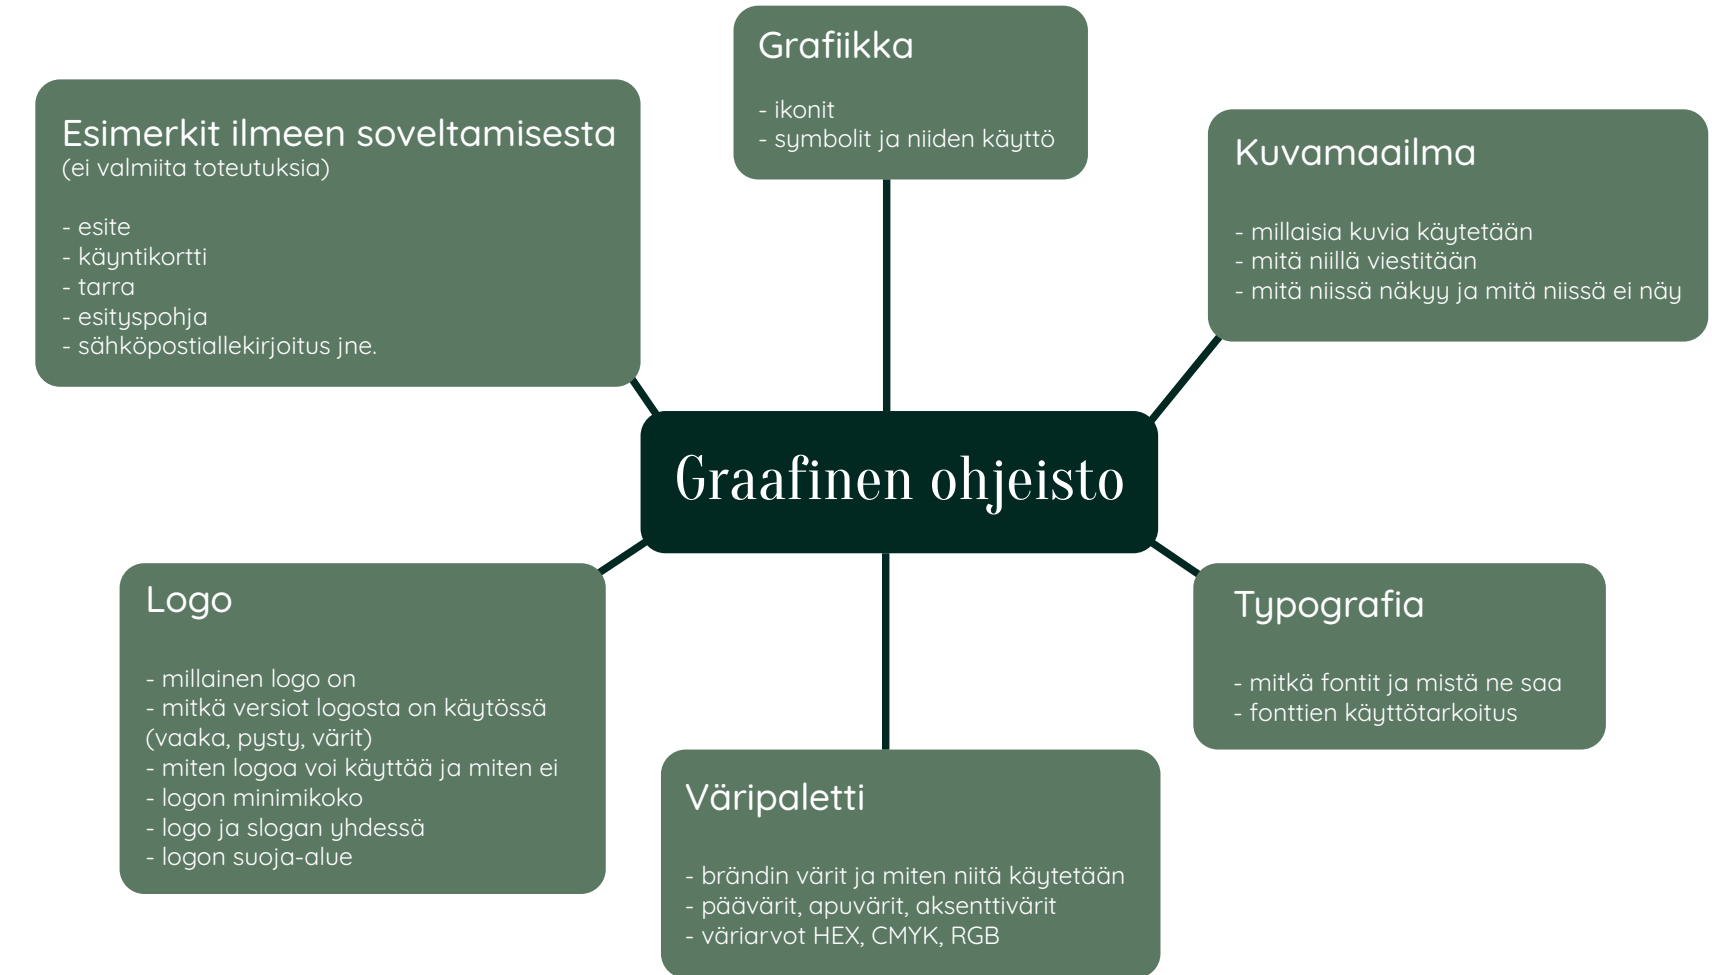 Grafiikka
- ikonit
- symbolit ja niiden käyttö
Esimerkit ilmeen soveltamisesta
(ei valmiita toteutuksia)
- esite
- käyntikortti
- tarra
- esityspohja
- sähköpostiallekirjoitus jne.
Kuvamaailma
- millaisia kuvia käytetään
- mitä niillä viestitään
- mitä niissä näkyy ja mitä niissä ei näy
Graafinen ohjeisto
Logo
- millainen logo on
- mitkä versiot logosta on käytössä
(vaaka, pysty, värit)
- miten logoa voi käyttää ja miten ei
- logon minimikoko
- logo ja slogan yhdessä
- logon suoja-alue
Typografia
- mitkä fontit ja mistä ne saa
- fonttien käyttötarkoitus
Väripaletti
- brändin värit ja miten niitä käytetään
- päävärit, apuvärit, aksenttivärit
- väriarvot HEX, CMYK, RGB